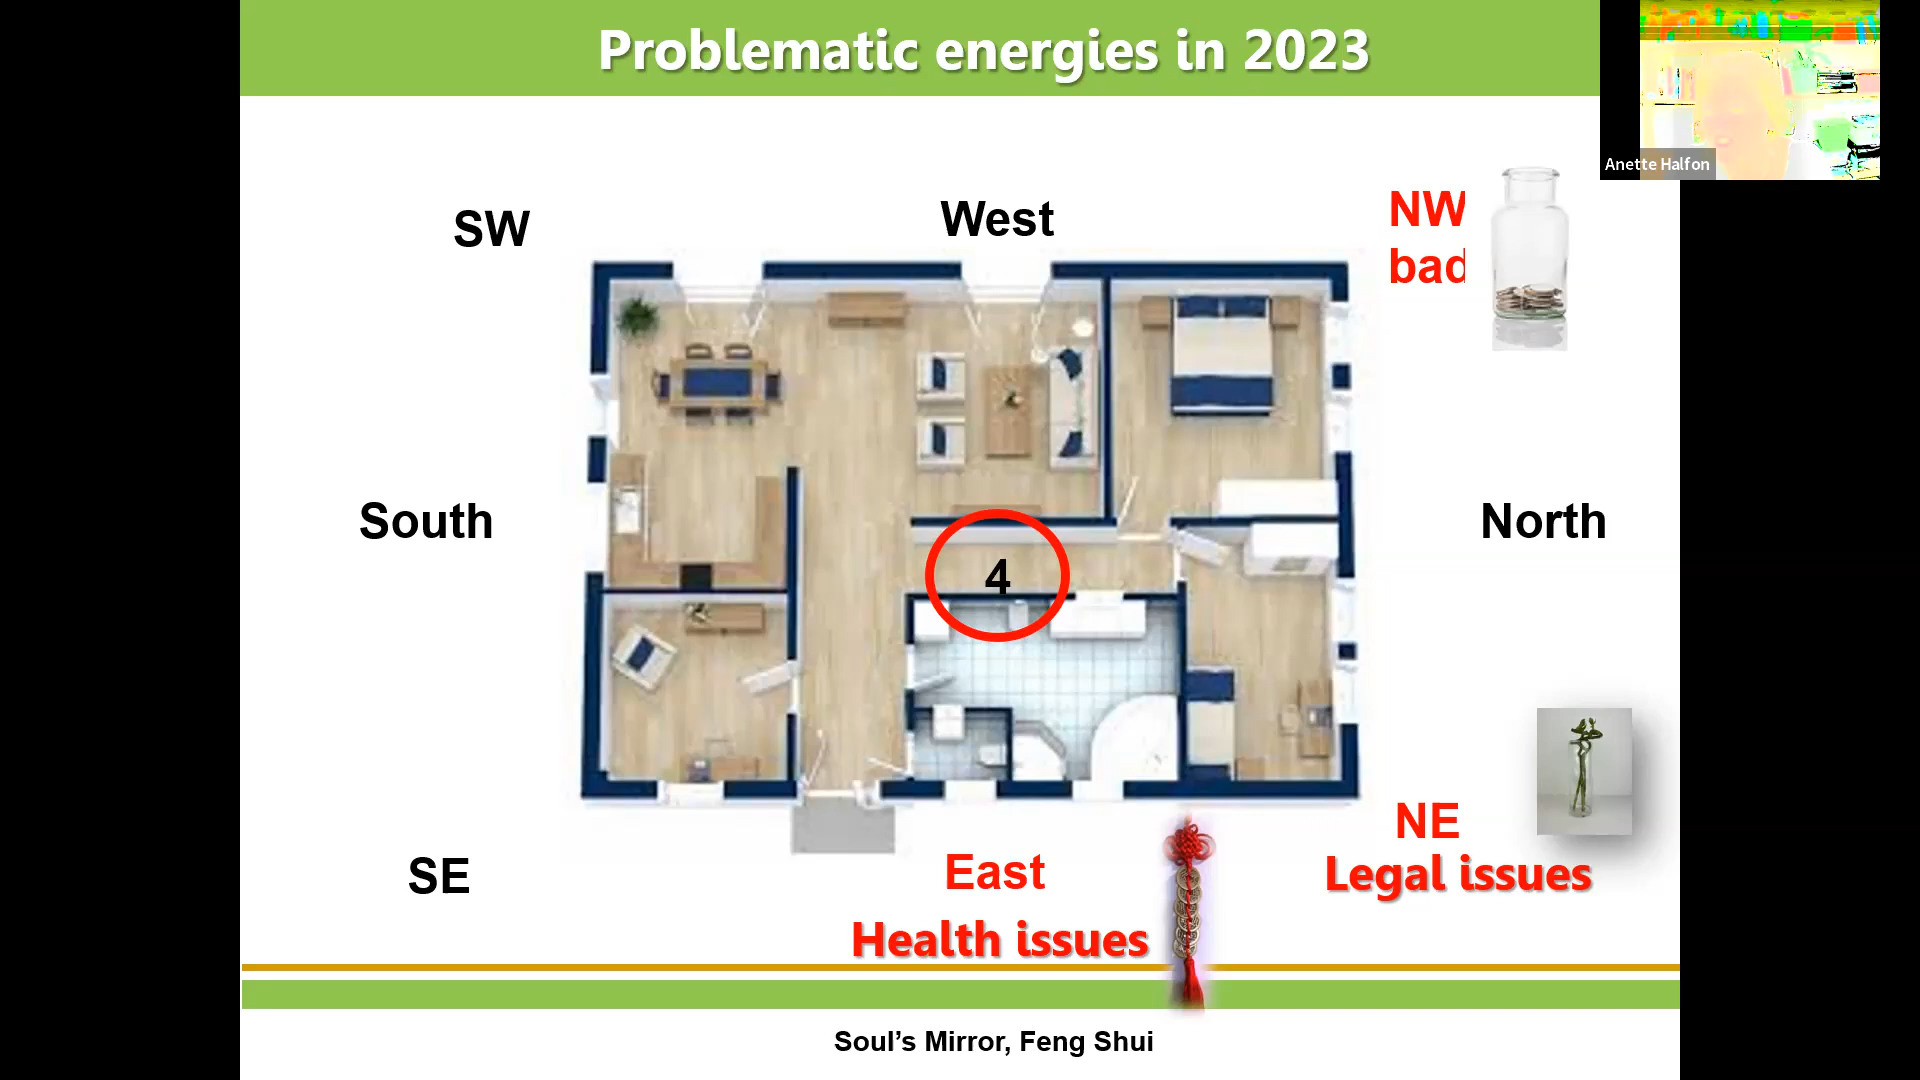 Problematic energies in 2023
Anette Halfon
SW
West
NW
bad
South
North
4
NE
SE
East
Legal issues
Health issues
Soul’s Mirror, Feng Shui